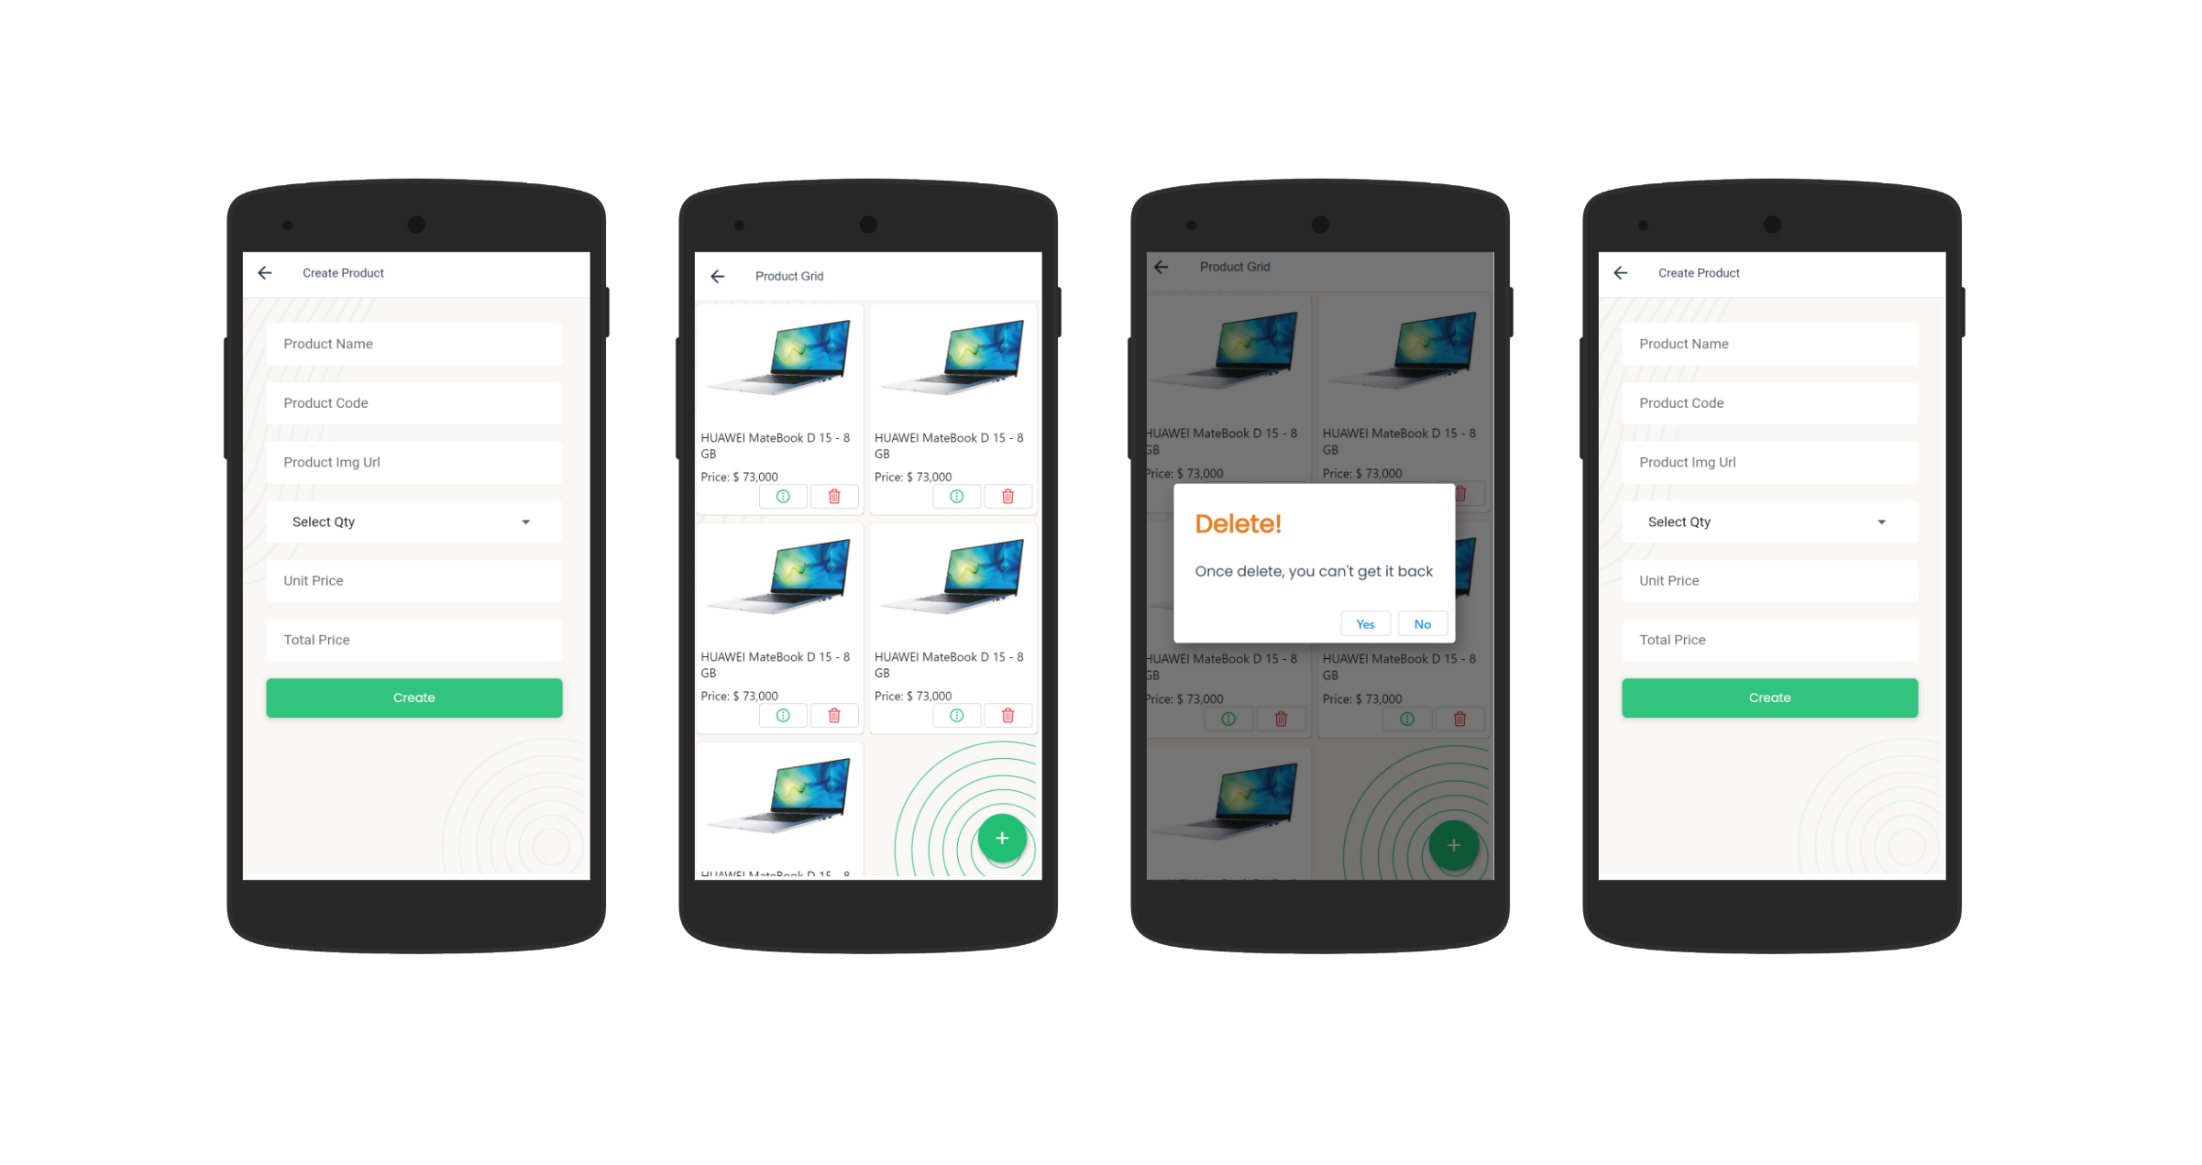 Create Product
Product Name
Product Code
Product Img Url
Select Qty
Unit Price
Total Price
Create
Product Grid
HUAWEI MateBook D 15 - 8
GB
Price: $ 73,000
HUAWEI MateBook D 15 - 8
GB
Price: $ 73,000
HUAWEI MateBook D 15 - 8
GB
Price: $ 73,000
HUAWEI MateBook D 15 - 8
GB
Price: $ 73,000
HUAWEI MateBook D 15 - 8
Product Grid
HUAWEI MateBook D 15 - 8
GB
Price: $ 73,000
HUAWEI MateBook D 15 - 8
GB
Price: $ 73,000
Delete!
Once delete, you can't get it back
Yes
No
HUAWEI MateBook D 15 - 8
GB
Price: $ 73,000
HUAWEI MateBook D 15 - 8
GB
Price: $ 73,000
Create Product
Product Name
Product Code
Product Img Url
Select Qty
Unit Price
Total Price
Create